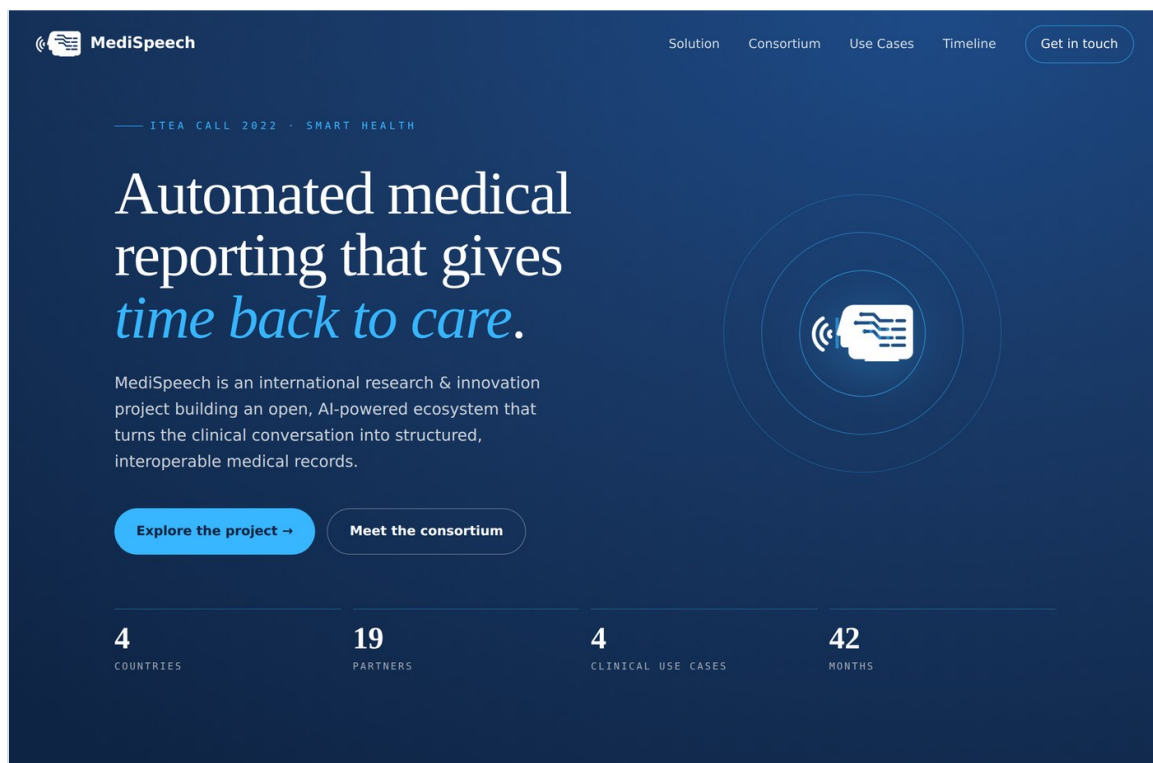 MediSpeech
Solution
Consortium
Use Cases
Timeline
Get in touch
ITEA CALL 2022 · SMART HEALTH
Automated medical
reporting that gives
time back to care.
MediSpeech is an international research & innovation
project building an open, AI-powered ecosystem that
turns the clinical conversation into structured,
interoperable medical records.
Explore the project →
Meet the consortium
4
COUNTRIES
19
PARTNERS
4
CLINICAL USE CASES
42
MONTHS